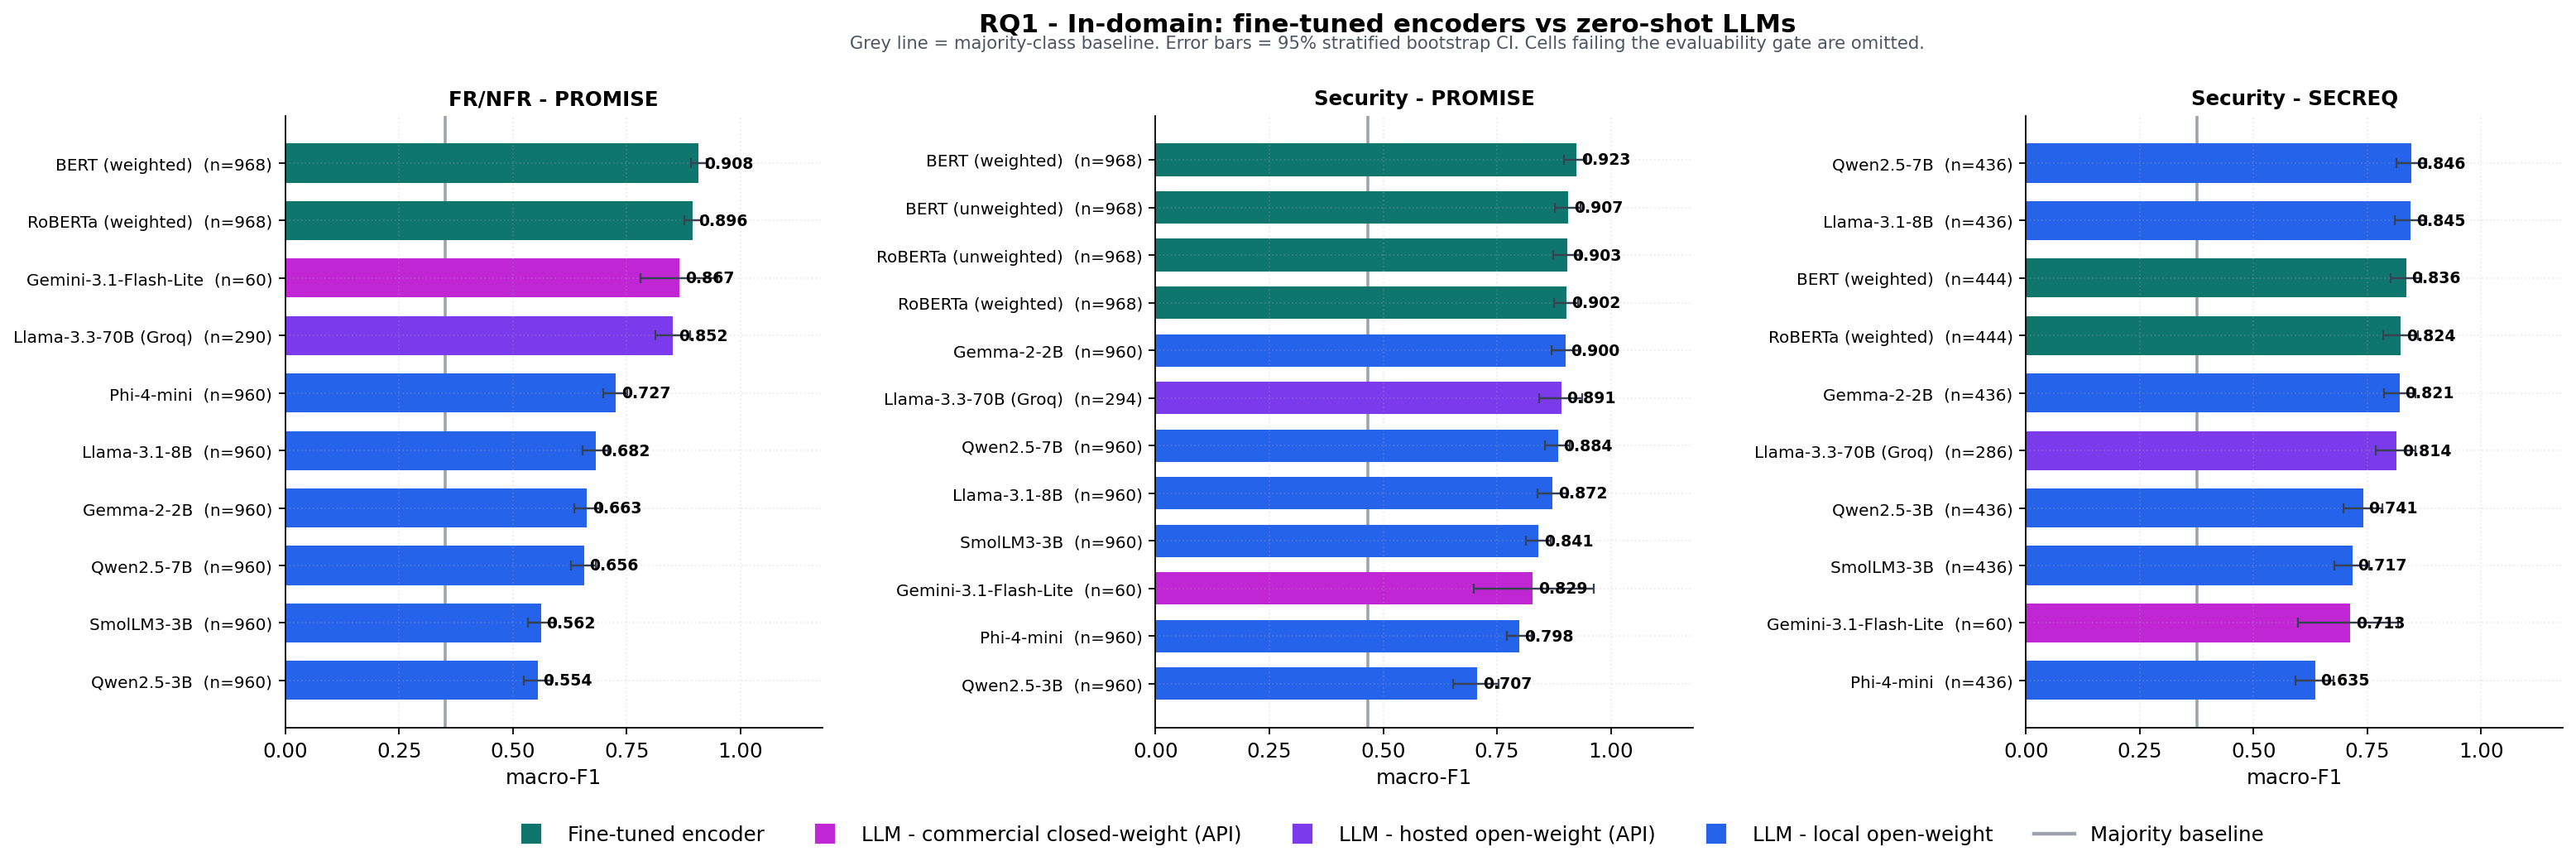 RQ1 - In-domain: fine-tuned encoders vs zero-shot LLMs
Grey line = majority-class baseline. Error bars = 95% stratified bootstrap CI. Cells failing the evaluability gate are omitted.
FR/NFR - PROMISE
BERT (weighted) (n=968) 0.908
RoBERTa (weighted) (n=968) 0.896
Gemini-3.1-Flash-Lite (n=60) 0.867
Llama-3.3-70B (Groq) (n=290) 0.852
Phi-4-mini (n=960) 0.727
Llama-3.1-8B (n=960) 0.682
Gemma-2-2B (n=960) 0.663
Qwen2.5-7B (n=960) 0.656
SmolLM3-3B (n=960) 0.562
Qwen2.5-3B (n=960) 0.554
0.00 0.25 0.50 0.75 1.00
macro-F1
Security - PROMISE
BERT (weighted) (n=968) 0.923
BERT (unweighted) (n=968) 0.907
RoBERTa (unweighted) (n=968) 0.903
RoBERTa (weighted) (n=968) 0.902
Gemma-2-2B (n=960) 0.900
Llama-3.3-70B (Groq) (n=294) 0.891
Qwen2.5-7B (n=960) 0.884
Llama-3.1-8B (n=960) 0.872
SmolLM3-3B (n=960) 0.841
Gemini-3.1-Flash-Lite (n=60) 0.829
Phi-4-mini (n=960) 0.798
Qwen2.5-3B (n=960) 0.707
0.00 0.25 0.50 0.75 1.00
macro-F1
Security - SECREQ
Qwen2.5-7B (n=436) 0.846
Llama-3.1-8B (n=436) 0.845
BERT (weighted) (n=444) 0.836
RoBERTa (weighted) (n=444) 0.824
Gemma-2-2B (n=436) 0.821
Llama-3.3-70B (Groq) (n=286) 0.814
Qwen2.5-3B (n=436) 0.741
SmolLM3-3B (n=436) 0.717
Gemini-3.1-Flash-Lite (n=60) 0.713
Phi-4-mini (n=436) 0.635
0.00 0.25 0.50 0.75 1.00
macro-F1
Fine-tuned encoder
LLM - commercial closed-weight (API)
LLM - hosted open-weight (API)
LLM - local open-weight
Majority baseline